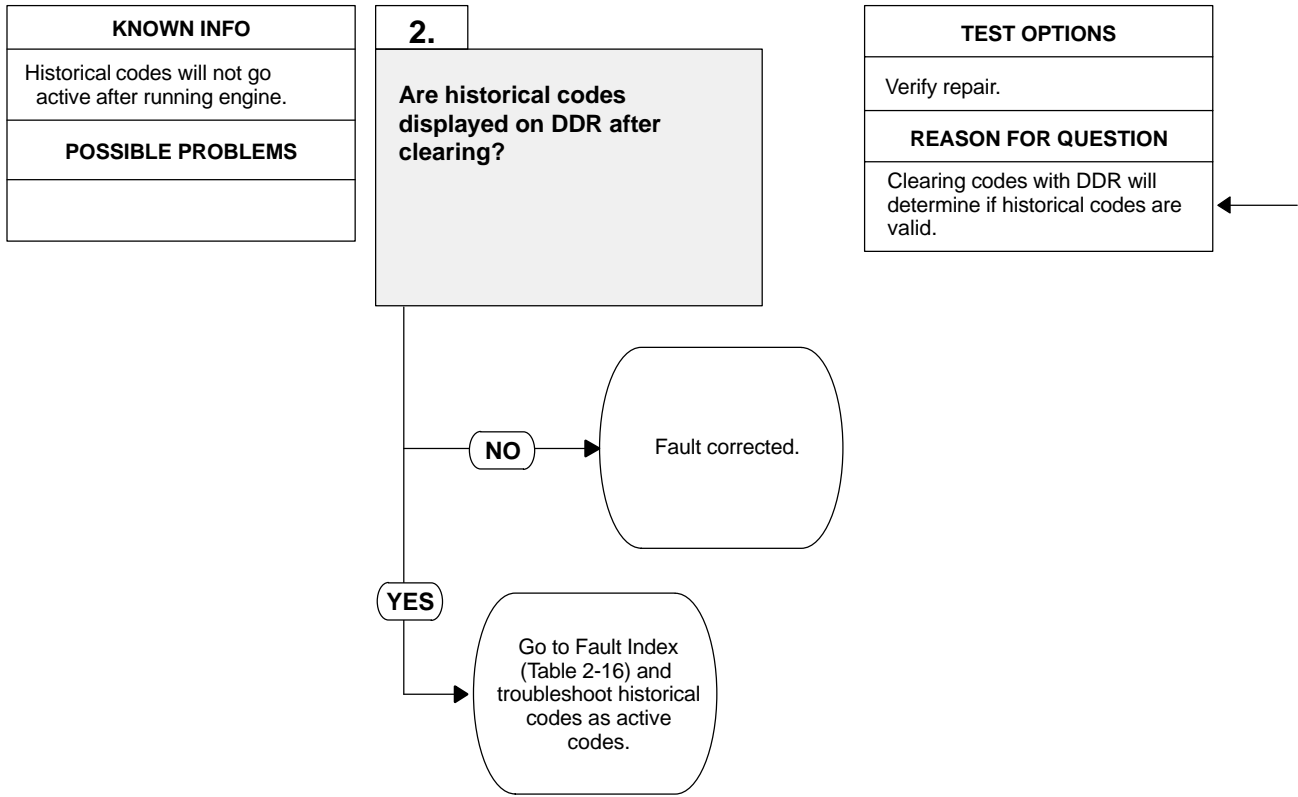 KNOWN INFO
Historical codes will not go
active after running engine.
POSSIBLE PROBLEMS
2.
Are historical codes
displayed on DDR after
clearing?
TEST OPTIONS
Verify repair.
REASON FOR QUESTION
Clearing codes with DDR will
determine if historical codes are
valid.
NO
Fault corrected.
YES
Go to Fault Index
(Table 2-16) and
troubleshoot historical
codes as active
codes.